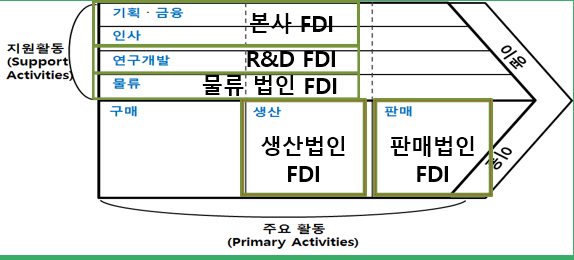 기획·금융
본사 FDI
인사
지원활동
(Support
Activities)
연구개발
R&D FDI
물류
물류 법인 FDI
이윤
구매
생산
판매
생산법인
FDI
판매법인
FDI
주요 활동
(Primary Activities)